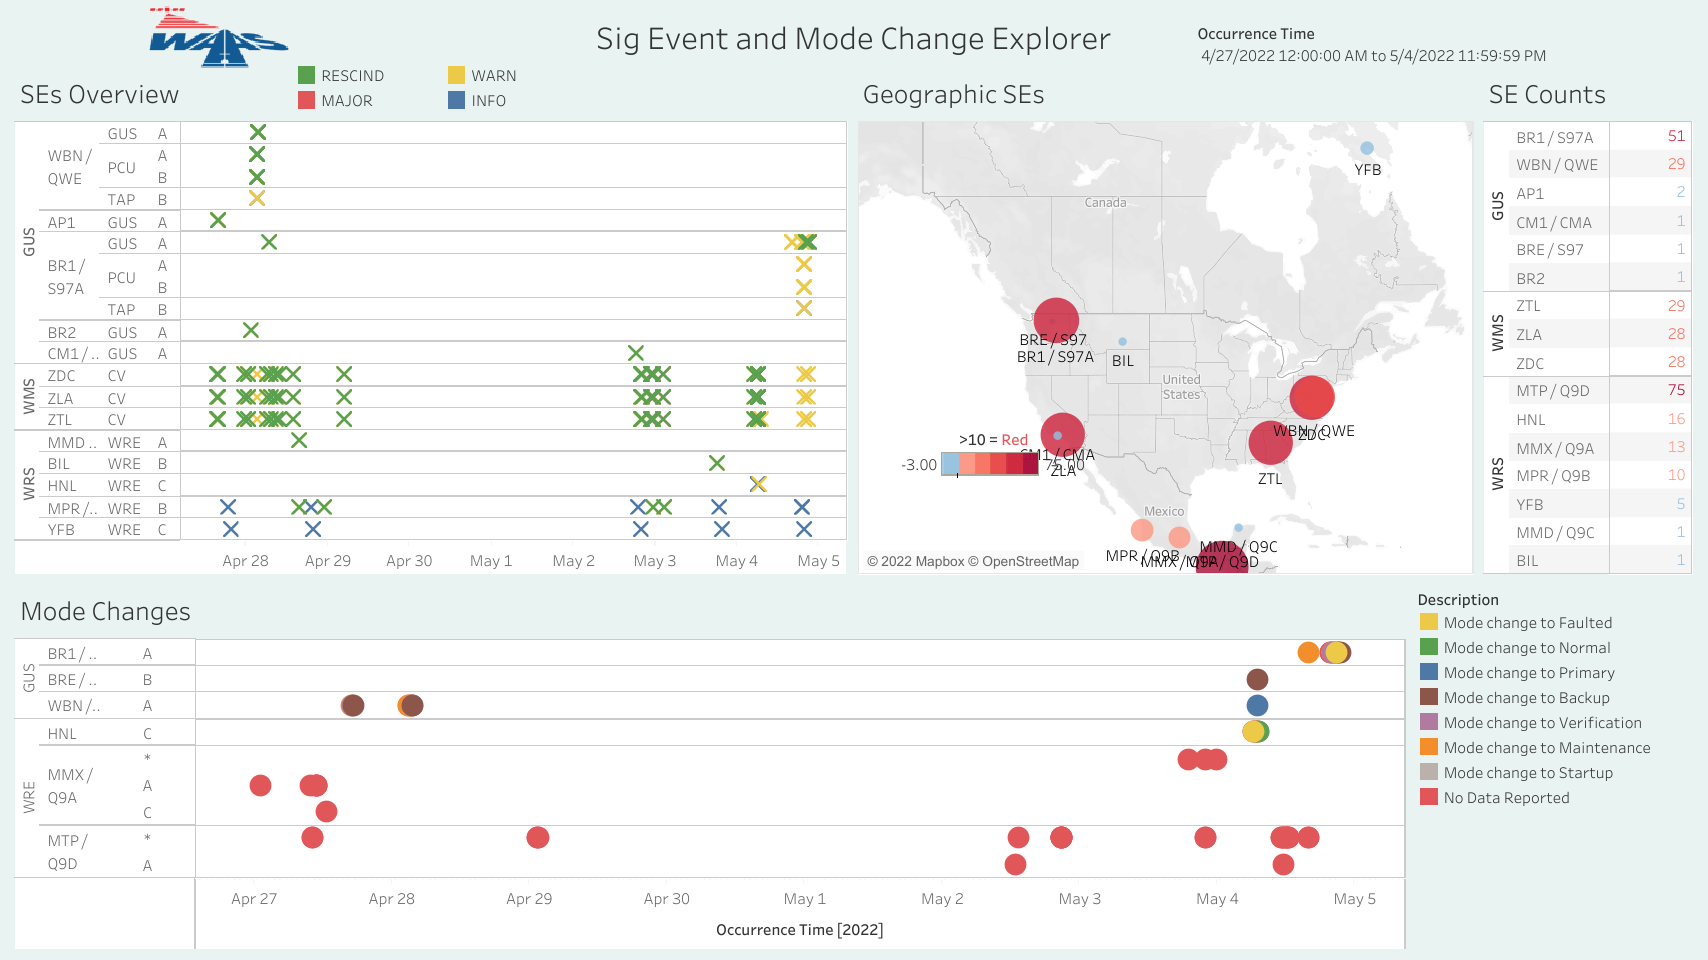 WAAS
Sig Event and Mode Change Explorer
Occurrence Time
4/27/2022 12:00:00 AM to 5/4/2022 11:59:59 PM
RESCIND
WARN
MAJOR
INFO
SEs Overview
GUS
WBN / QWE
GUS A
PCU A
B
TAP B
AP1 GUS A
BR1 / S97A
GUS A
PCU A
B
TAP B
BR2 GUS A
CM1 /.. GUS A
WMS
ZDC CV
ZLA CV
ZTL CV
WRS
MMD .. WRE A
BIL WRE B
HNL WRE C
MPR /.. WRE B
YFB WRE C
Apr 28 Apr 29 Apr 30 May 1 May 2 May 3 May 4 May 5
Geographic SEs
YFB
Canada
BRE / S97
BR1 / S97A
BIL
United States
WBN / QWE
ZDC
>10 = Red
-3.00 75.00
CM1 / CMA
ZLA
ZTL
Mexico
MMD / Q9C
MPR / Q9B
MMX / Q9A
MTP / Q9D
© 2022 Mapbox © OpenStreetMap
SE Counts
GUS
BR1 / S97A 51
WBN / QWE 29
AP1 2
CM1 / CMA 1
BRE / S97 1
BR2 1
WMS
ZTL 29
ZLA 28
ZDC 28
WRS
MTP / Q9D 75
HNL 16
MMX / Q9A 13
MPR / Q9B 10
YFB 5
MMD / Q9C 1
BIL 1
Mode Changes
GUS
BR1 / .. A
BRE / .. B
WBN /.. A
WRE
HNL C
MMX / Q9A
*
A
C
MTP / Q9D
*
A
Apr 27 Apr 28 Apr 29 Apr 30 May 1 May 2 May 3 May 4 May 5
Occurrence Time [2022]
Description
Mode change to Faulted
Mode change to Normal
Mode change to Primary
Mode change to Backup
Mode change to Verification
Mode change to Maintenance
Mode change to Startup
No Data Reported